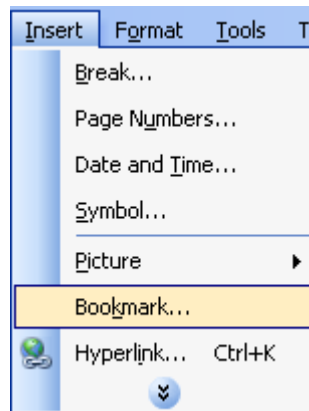 Insert Format Tools T
Break...
Page Numbers...
Date and Time...
Symbol...
Picture
Bookmark...
Hyperlink... Ctrl+K